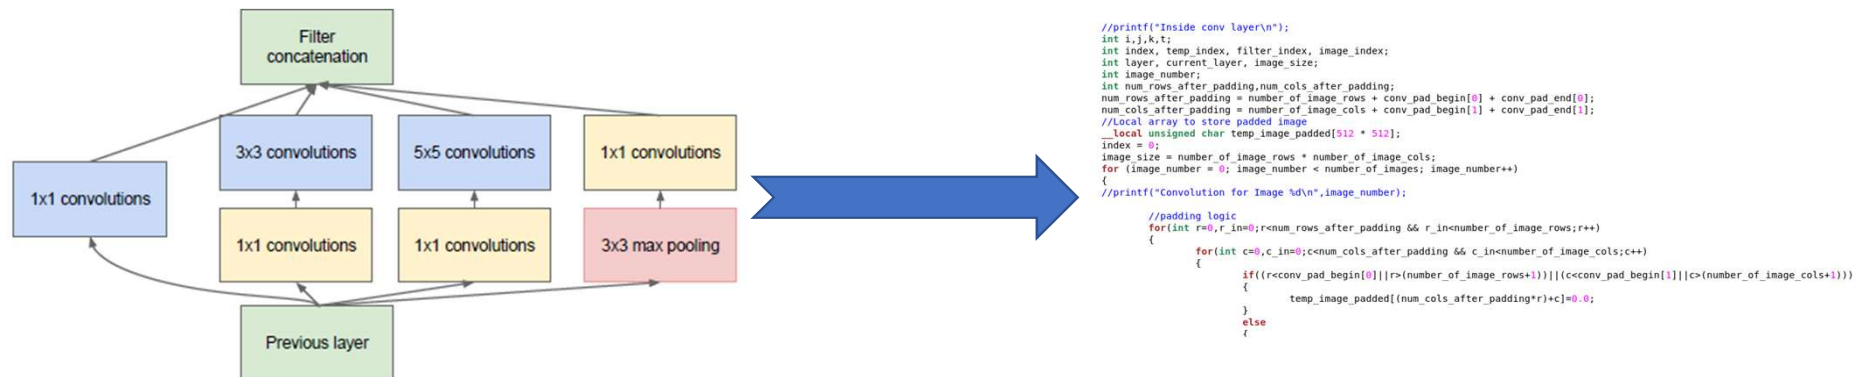 Filter
concatenation
1x1 convolutions
3x3 convolutions
5x5 convolutions
1x1 convolutions
1x1 convolutions
1x1 convolutions
3x3 max pooling
Previous layer
//printf("Inside conv layer\n");
int i,j,k,t;
int index, temp_index, filter_index, image_index;
int layer, current_layer, image_size;
int image_number;
int num_rows_after_padding,num_cols_after_padding;
num_rows_after_padding = number_of_image_rows + conv_pad_begin[0] + conv_pad_end[0];
num_cols_after_padding = number_of_image_cols + conv_pad_begin[1] + conv_pad_end[1];
//Local array to store padded image
__local unsigned char temp_image_padded[512 * 512];
index = 0;
image_size = number_of_image_rows * number_of_image_cols;
for (image_number = 0; image_number < number_of_images; image_number++)
{
//printf("Convolution for Image %d\n",image_number);
//padding logic
for(int r=0,r_in=0;r<num_rows_after_padding && r_in<number_of_image_rows;r++)
{
for(int c=0,c_in=0;c<num_cols_after_padding && c_in<number_of_image_cols;c++)
{
if((r<conv_pad_begin[0]||r>(number_of_image_rows+1))||(c<conv_pad_begin[1]||c>(number_of_image_cols+1)))
{
temp_image_padded[(num_cols_after_padding*r)+c]=0.0;
}
else
{